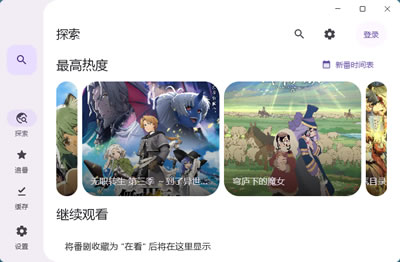 探索
登录
最高热度
新番时间表
无职转生 第三季 ~到了异世...
穹庐下的魔女
目录
继续观看
将番剧收藏为 "在看" 后将在这里显示
探索
追番
缓存
设置